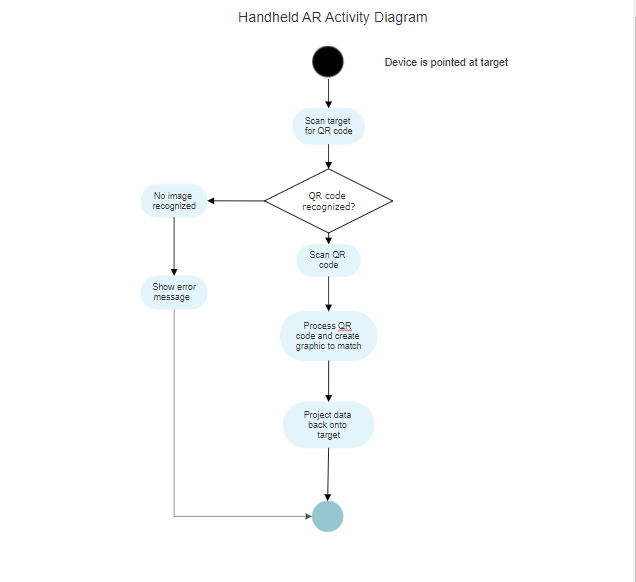 Handheld AR Activity Diagram
Device is pointed at target
Scan target
for QR code
QR code
recognized?
No image
recognized
Scan QR
code
Show error
message
Process QR
code and create
graphic to match
Project data
back onto
target